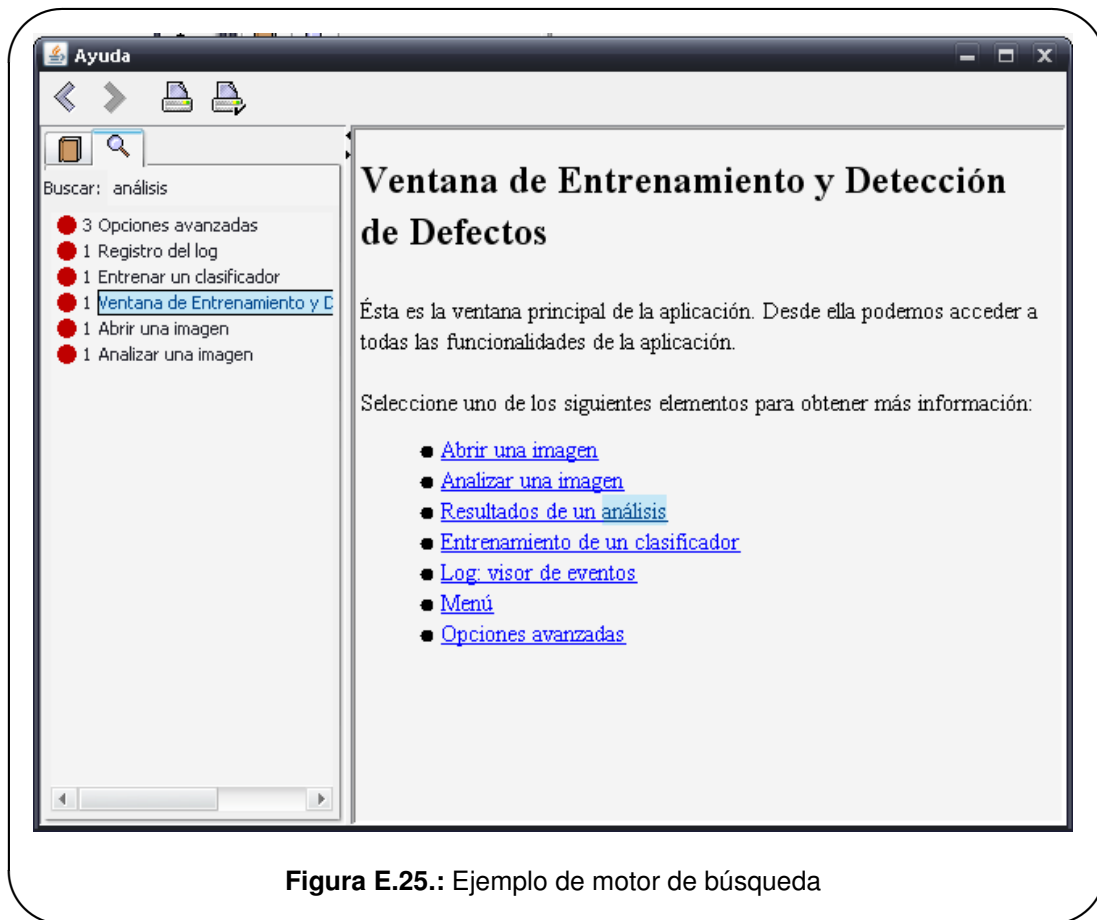 Ayuda
Buscar: análisis
3 Opciones avanzadas
1 Registro del log
1 Entrenar un clasificador
1 Ventana de Entrenamiento y D
1 Abrir una imagen
1 Analizar una imagen
Ventana de Entrenamiento y Detección
de Defectos
Ésta es la ventana principal de la aplicación. Desde ella podemos acceder a
todas las funcionalidades de la aplicación.
Seleccione uno de los siguientes elementos para obtener más información:
Abrir una imagen
Analizar una imagen
Resultados de un análisis
Entrenamiento de un clasificador
Log: visor de eventos
Menú
Opciones avanzadas
Figura E.25.: Ejemplo de motor de búsqueda